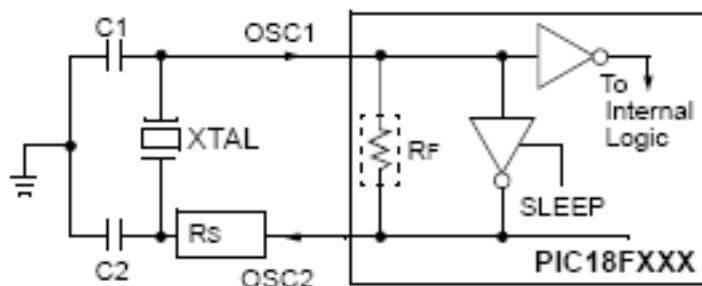 C1
OSC1
To
Internal
Logic
XTAL
RF
SLEEP
Rs
C2
OSC2
PIC18FXXX